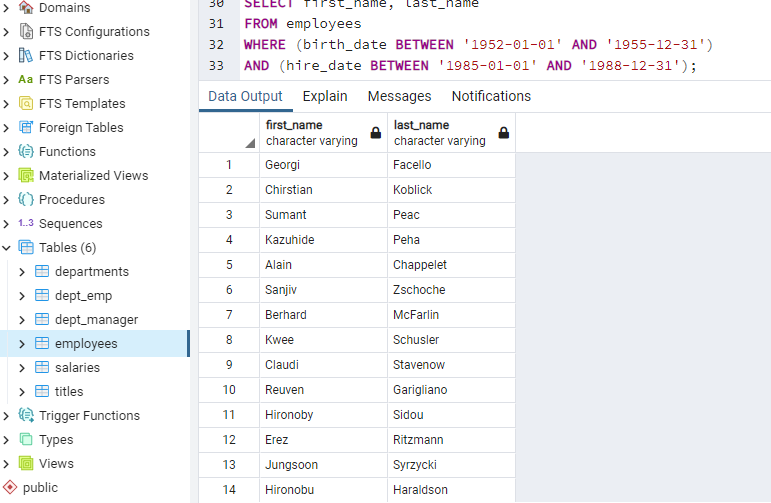 Domains
FTS Configurations
FTS Dictionaries
Aa FTS Parsers
FTS Templates
Foreign Tables
Functions
Materialized Views
Procedures
1..3 Sequences
Tables (6)
departments
dept_emp
dept_manager
employees
salaries
titles
Trigger Functions
Types
Views
public
30 SELECT first_name, last_name
31 FROM employees
32 WHERE (birth_date BETWEEN '1952-01-01' AND '1955-12-31')
33 AND (hire_date BETWEEN '1985-01-01' AND '1988-12-31');
Data Output Explain Messages Notifications
first_name last_name
character varying character varying
1 Georgi Facello
2 Chirstian Koblick
3 Sumant Peac
4 Kazuhide Peha
5 Alain Chappelet
6 Sanjiv Zschoche
7 Berhard McFarlin
8 Kwee Schusler
9 Claudi Stavenow
10 Reuven Garigliano
11 Hironoby Sidou
12 Erez Ritzmann
13 Jungsoon Syrzycki
14 Hironobu Haraldson